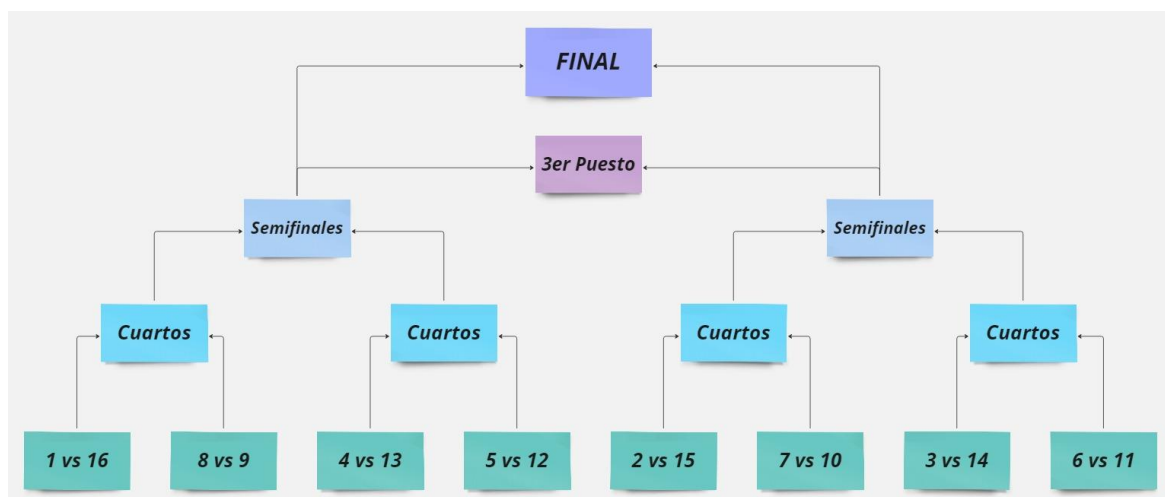 FINAL
3er Puesto
Semifinales
Semifinales
Cuartos
Cuartos
Cuartos
Cuartos
1 vs 16
8 vs 9
4 vs 13
5 vs 12
2 vs 15
7 vs 10
3 vs 14
6 vs 11